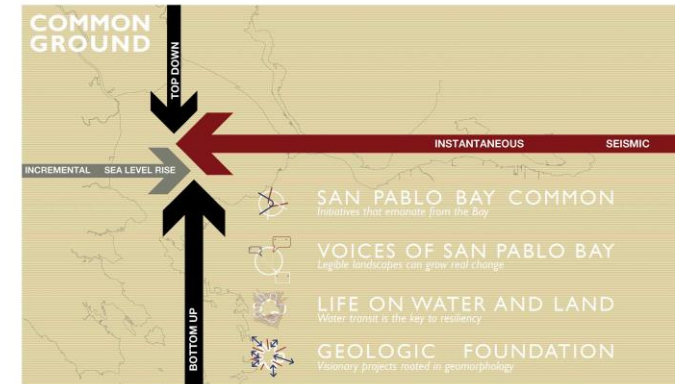 COMMON
GROUND
TOP DOWN
INSTANTANEOUS SEISMIC
INCREMENTAL SEA LEVEL RISE
BOTTOM UP
SAN PABLO BAY COMMON
Initiatives that emanate from the Bay
VOICES OF SAN PABLO BAY
Legible landscapes can grow real change
LIFE ON WATER AND LAND
Water transit is the key to resiliency
GEOLOGIC FOUNDATION
Visionary projects rooted in geomorphology